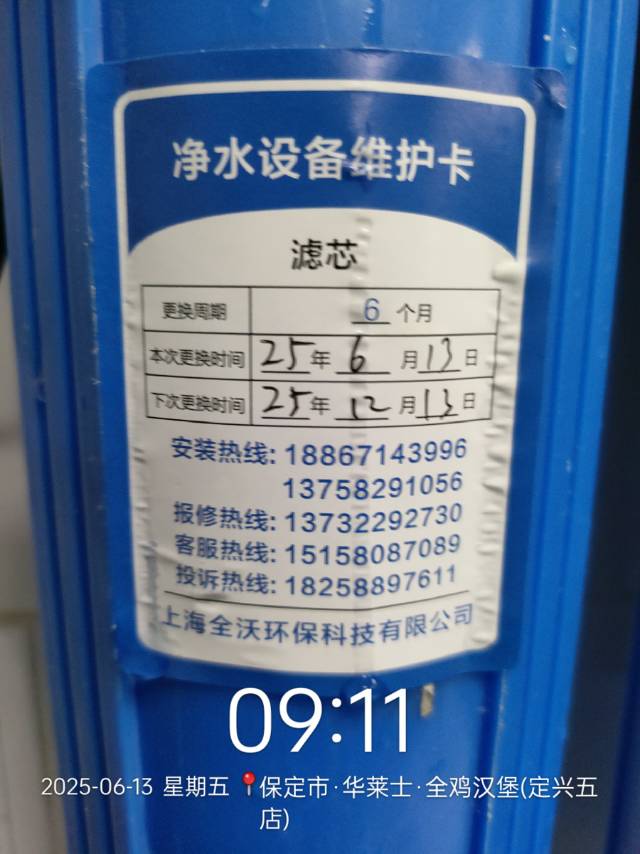 净水设备维护卡
滤芯
更换周期 6 个月
本次更换时间 25年 6 月13日
下次更换时间 25年 12 月13日
安装热线: 18867143996
13758291056
报修热线: 13732292730
客服热线: 15158087089
投诉热线: 18258897611
上海全沃环保科技有限公司
09:11
2025-06-13 星期五 📍保定市·华莱士·全鸡汉堡(定兴五
店)